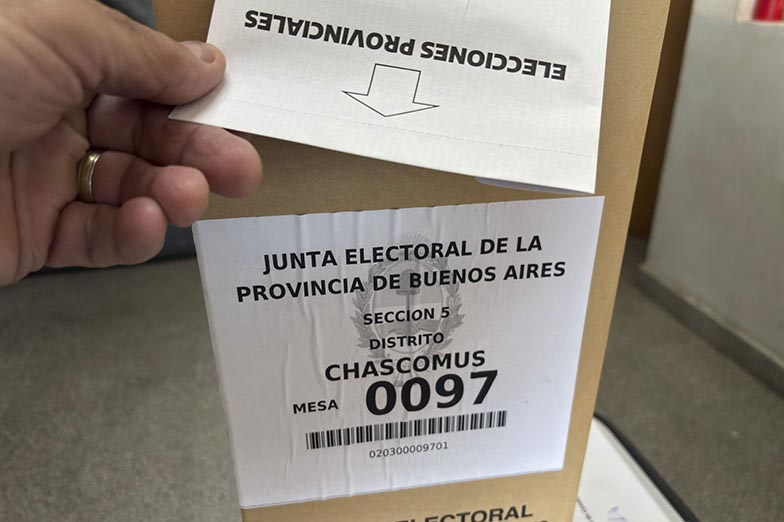 ELECCIONES PROVINCIALES
JUNTA ELECTORAL DE LA
PROVINCIA DE BUENOS AIRES
SECCION 5
DISTRITO
CHASCOMUS
MESA 0097
020300009701
ELECTORAL